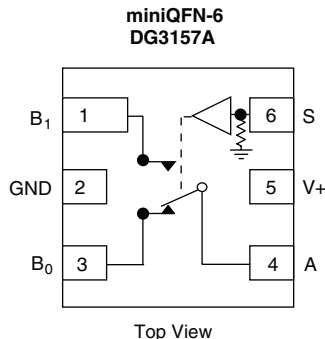 miniQFN-6
DG3157A
B1 1 6 S
GND 2 5 V+
B0 3 4 A
Top View